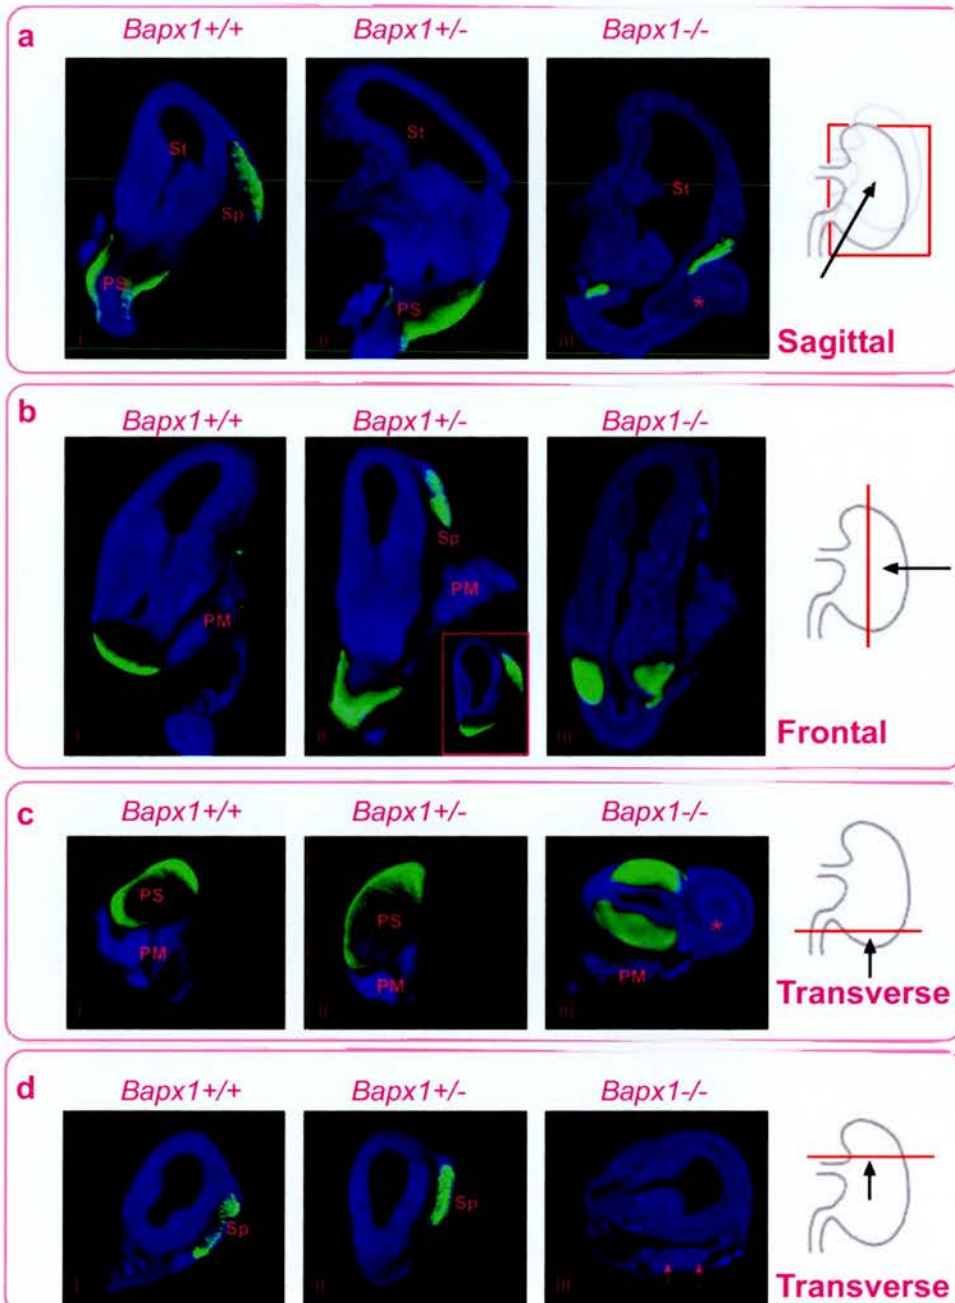 a
Bapx1+/+ Bapx1+/- Bapx1-/-
St St St
Sp
PS PS *
i ii iii
Sagittal
b
Bapx1+/+ Bapx1+/- Bapx1-/-
Sp
PM PM
i ii iii
Frontal
c
Bapx1+/+ Bapx1+/- Bapx1-/-
PS PS *
PM PM PM
i ii iii
Transverse
d
Bapx1+/+ Bapx1+/- Bapx1-/-
Sp Sp
i ii iii
Transverse